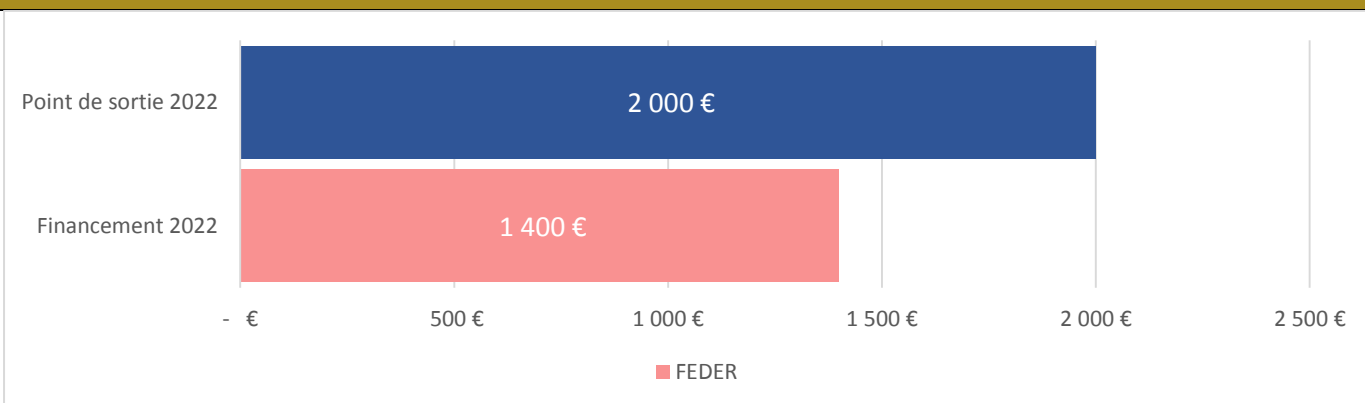 Point de sortie 2022
2 000 €
Financement 2022
1 400 €
- €
500 €
1 000 €
1 500 €
2 000 €
2 500 €
FEDER